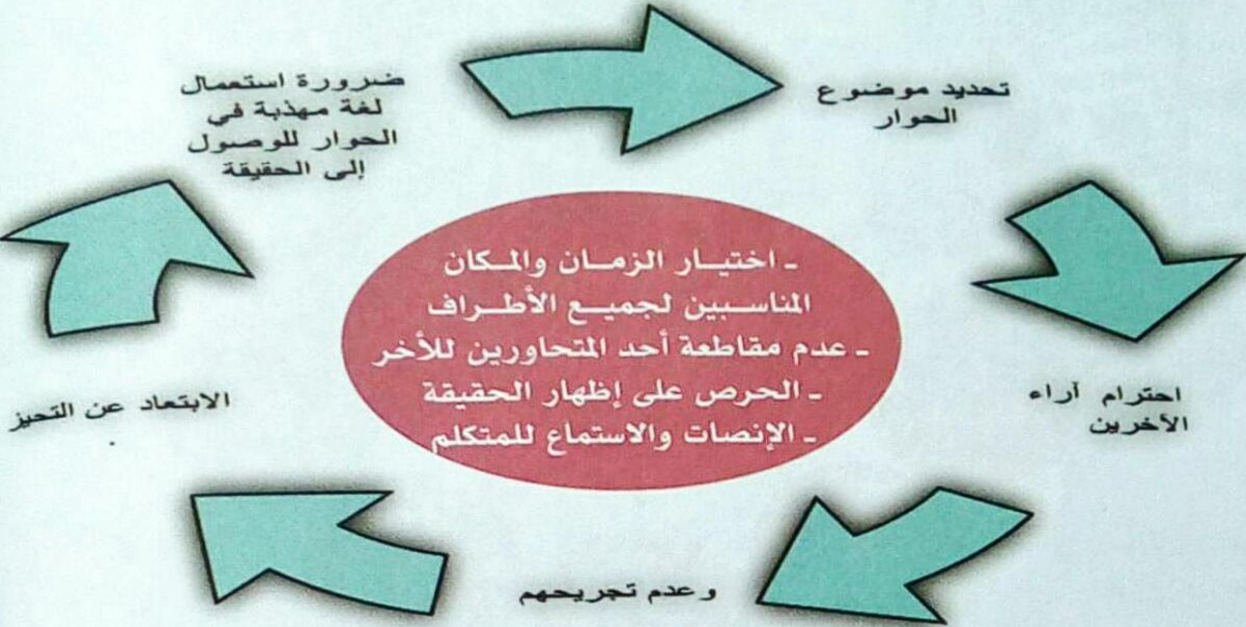 ضرورة استعمال
لغة مهذبة في
الحوار للوصول
إلى الحقيقة
تحديد موضوع
الحوار
احترام آراء
الآخرين
وعدم تجريحهم
الابتعاد عن التحيز
- اختيار الزمان والمكان
المناسبين لجميع الأطراف
- عدم مقاطعة أحد المتحاورين للأخر
- الحرص على إظهار الحقيقة
- الإنصات والاستماع للمتكلم